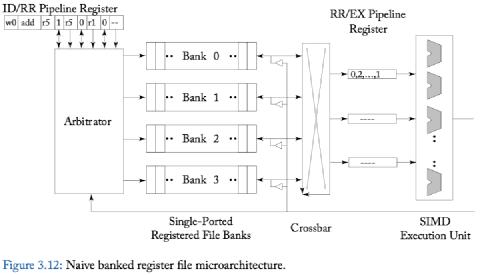 ID/RR Pipeline Register
w0 add r5 1 r5 0 r1 0 --
RR/EX Pipeline
Register
Bank 0
Bank 1
Bank 2
Bank 3
Arbitrator
0,2,...,1
----
----
Single-Ported
Registered File Banks
Crossbar
SIMD
Execution Unit
Figure 3.12: Naive banked register file microarchitecture.